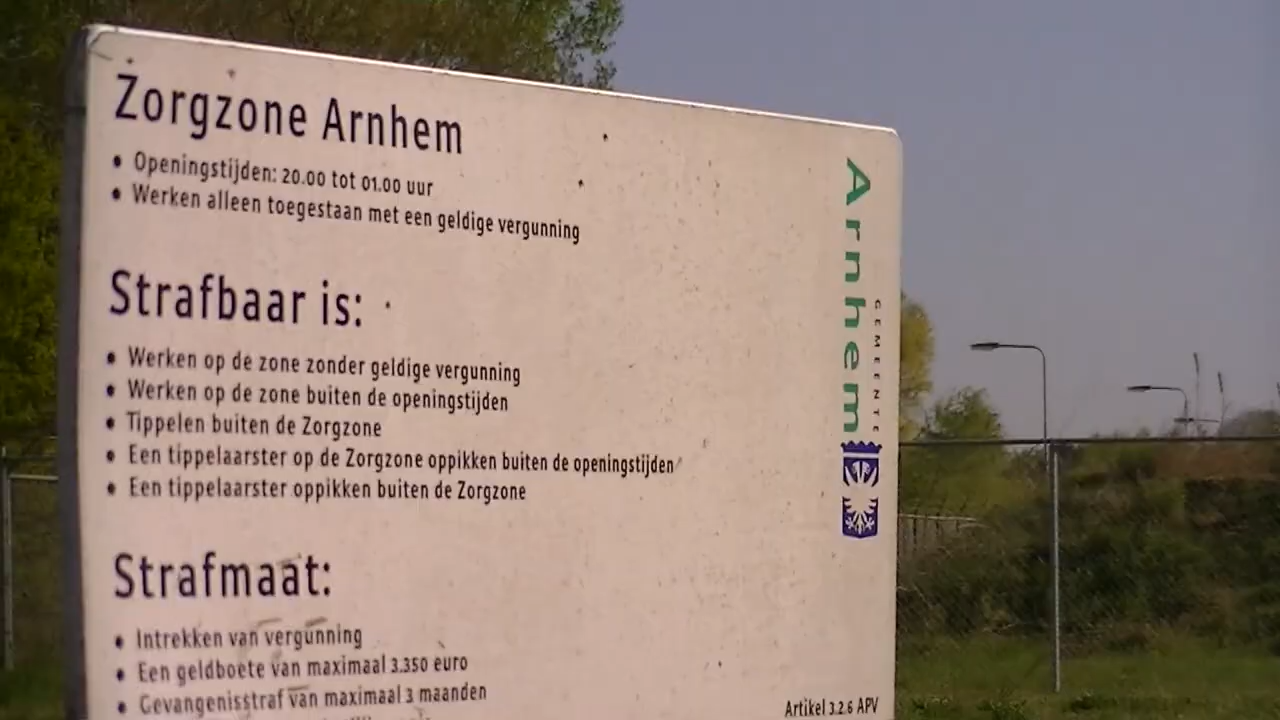 Zorgzone Arnhem
• Openingstijden: 20.00 tot 01.00 uur
• Werken alleen toegestaan met een geldige vergunning
Strafbaar is:
• Werken op de zone zonder geldige vergunning
• Werken op de zone buiten de openingstijden
• Tippelen buiten de Zorgzone
• Een tippelaarster op de Zorgzone oppikken buiten de openingstijden
• Een tippelaarster oppikken buiten de Zorgzone
Strafmaat:
• Intrekken van vergunning
• Een geldboete van maximaal 3.350 euro
• Gevangenisstraf van maximaal 3 maanden
Artikel 3.2.6 APV
GEMEENTE
Arnhem